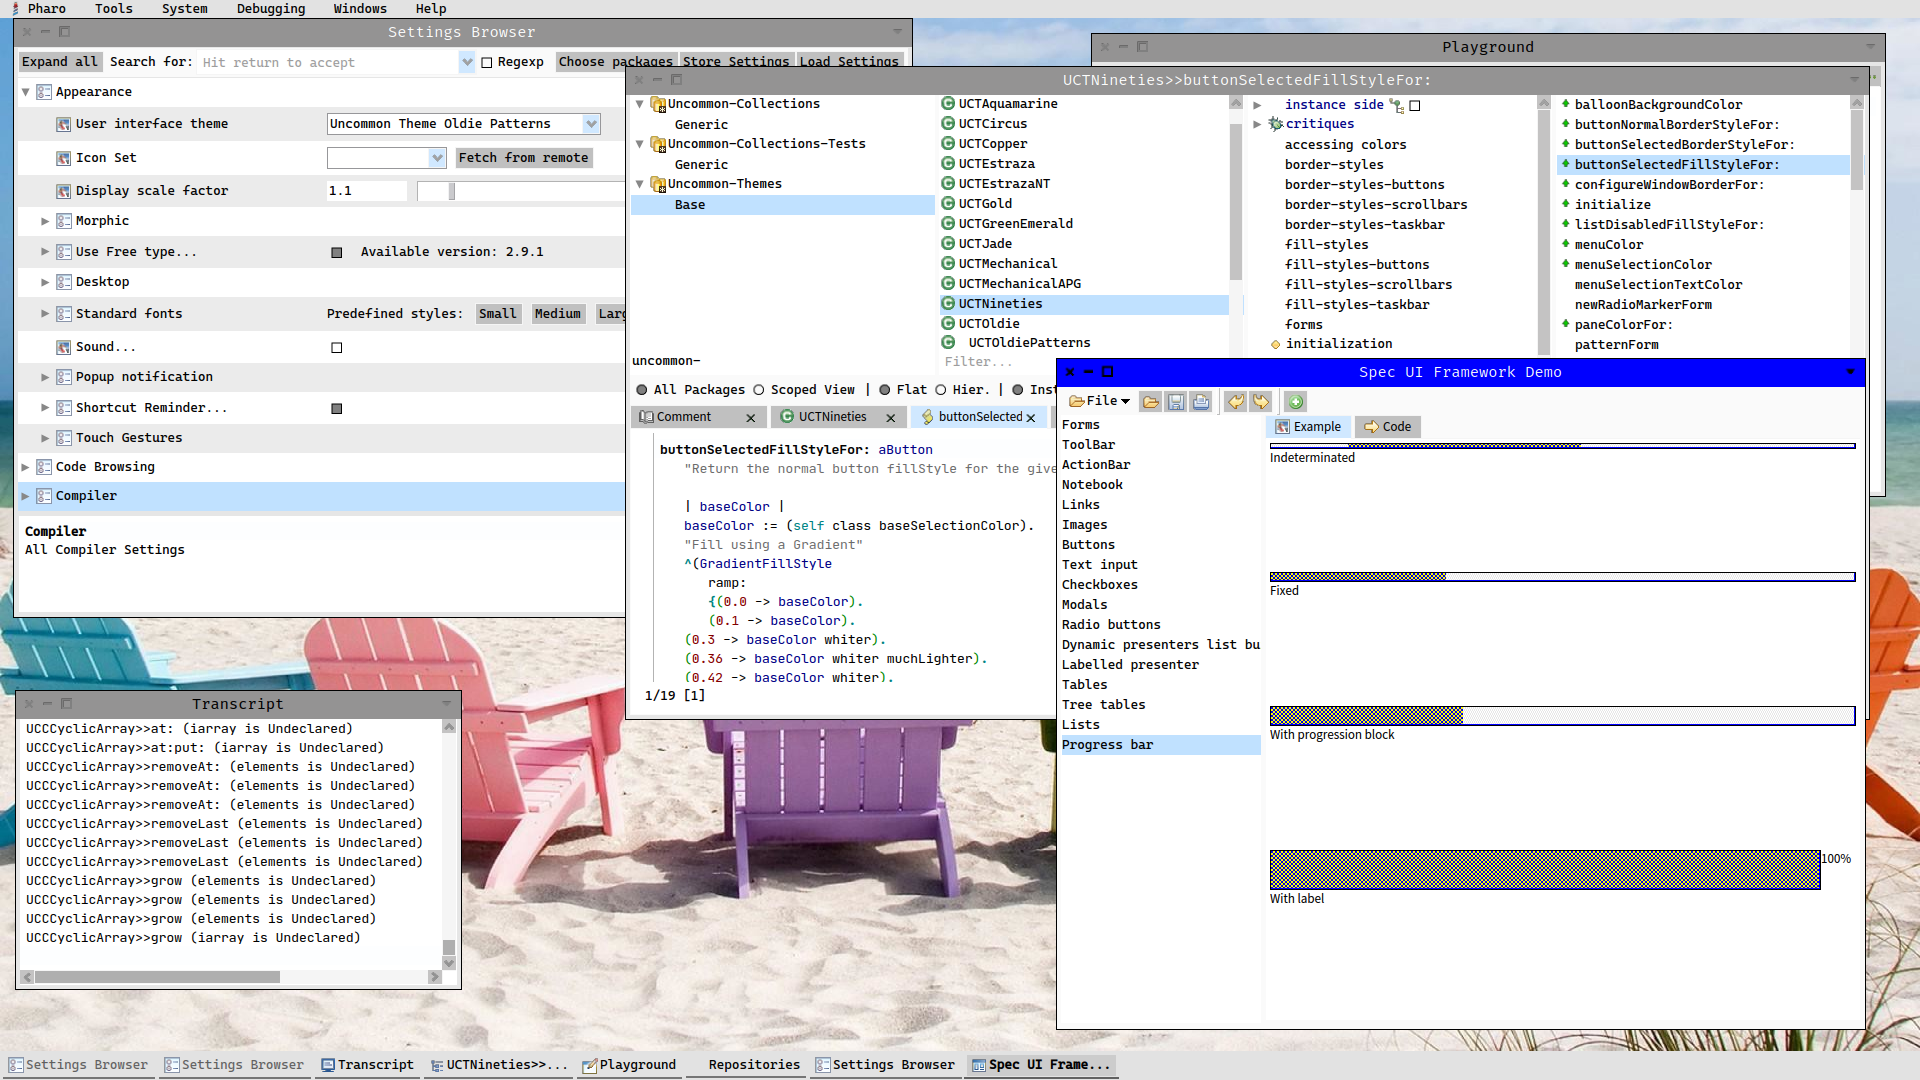 Pharo Tools System Debugging Windows Help
Settings Browser
Expand all Search for: Hit return to accept Regexp Choose packages Store Settings Load Settings
Appearance
User interface theme Uncommon Theme Oldie Patterns
Icon Set Fetch from remote
Display scale factor 1.1
Morphic
Use Free type... Available version: 2.9.1
Desktop
Standard fonts Predefined styles: Small Medium Larg
Sound...
Popup notification
Shortcut Reminder...
Touch Gestures
Code Browsing
Compiler
Compiler
All Compiler Settings
Playground
UCTNineties>>buttonSelectedFillStyleFor:
Uncommon-Collections
Generic
Uncommon-Collections-Tests
Generic
Uncommon-Themes
Base
uncommon-
UCTAquamarine
UCTCircus
UCTCopper
UCTEstraza
UCTEstrazaNT
UCTGold
UCTGreenEmerald
UCTJade
UCTMechanical
UCTMechanicalAPG
UCTNineties
UCTOldie
UCTOldiePatterns
Filter...
instance side
critiques
accessing colors
border-styles
border-styles-buttons
border-styles-scrollbars
border-styles-taskbar
fill-styles
fill-styles-buttons
fill-styles-scrollbars
fill-styles-taskbar
forms
initialization
balloonBackgroundColor
buttonNormalBorderStyleFor:
buttonSelectedBorderStyleFor:
buttonSelectedFillStyleFor:
configureWindowBorderFor:
initialize
listDisabledFillStyleFor:
menuColor
menuSelectionColor
menuSelectionTextColor
newRadioMarkerForm
paneColorFor:
patternForm
All Packages Scoped View | Flat Hier. | Inst
Comment UCTNineties buttonSelected
buttonSelectedFillStyleFor: aButton
"Return the normal button fillStyle for the give
| baseColor |
baseColor := (self class baseSelectionColor).
"Fill using a Gradient"
^(GradientFillStyle
ramp:
{(0.0 -> baseColor).
(0.1 -> baseColor).
(0.3 -> baseColor whiter).
(0.36 -> baseColor whiter muchLighter).
(0.42 -> baseColor whiter).
1/19 [1]
Spec UI Framework Demo
File
Forms
ToolBar
ActionBar
Notebook
Links
Images
Buttons
Text input
Checkboxes
Modals
Radio buttons
Dynamic presenters list bu
Labelled presenter
Tables
Tree tables
Lists
Progress bar
Example Code
Indeterminated
Fixed
With progression block
100%
With label
Transcript
UCCCyclicArray>>at: (iarray is Undeclared)
UCCCyclicArray>>at:put: (iarray is Undeclared)
UCCCyclicArray>>removeAt: (elements is Undeclared)
UCCCyclicArray>>removeAt: (elements is Undeclared)
UCCCyclicArray>>removeAt: (elements is Undeclared)
UCCCyclicArray>>removeLast (elements is Undeclared)
UCCCyclicArray>>removeLast (elements is Undeclared)
UCCCyclicArray>>removeLast (elements is Undeclared)
UCCCyclicArray>>grow (elements is Undeclared)
UCCCyclicArray>>grow (elements is Undeclared)
UCCCyclicArray>>grow (elements is Undeclared)
UCCCyclicArray>>grow (iarray is Undeclared)
Settings Browser Settings Browser Transcript UCTNineties>>... Playground Repositories Settings Browser Spec UI Frame...